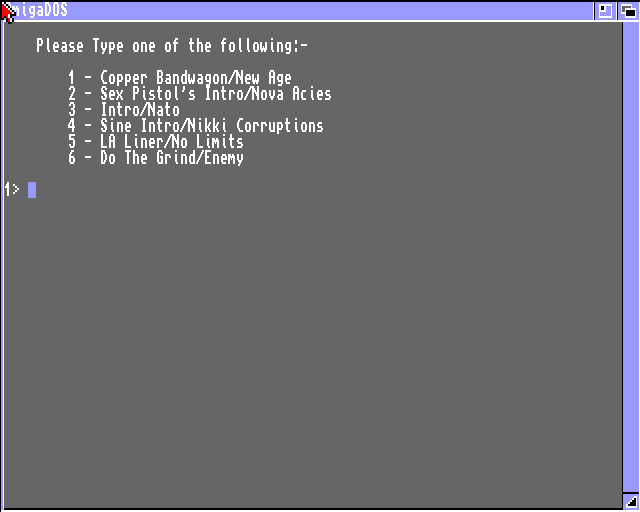 migaDOS
Please Type one of the following:-
1 - Copper Bandwagon/New Age
2 - Sex Pistol's Intro/Nova Acies
3 - Intro/Nato
4 - Sine Intro/Nikki Corruptions
5 - LA Liner/No Limits
6 - Do The Grind/Enemy
1>